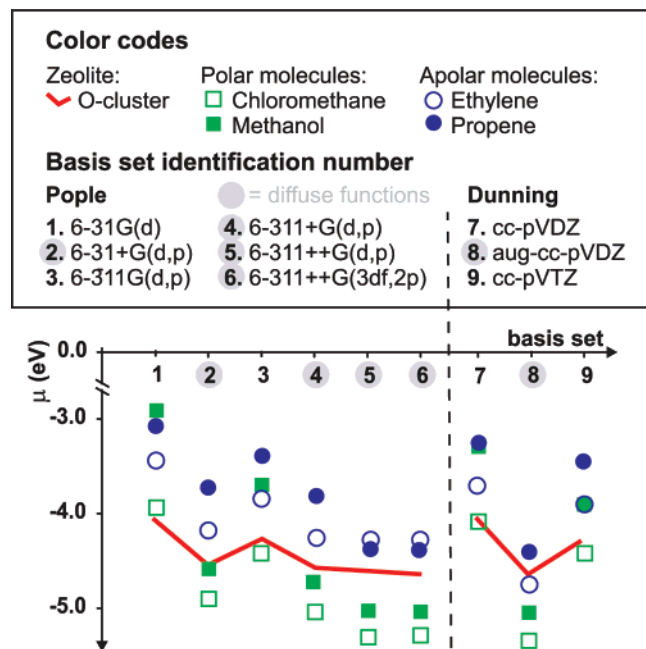 Color codes
Zeolite: Polar molecules: Apolar molecules:
O-cluster Chloromethane Ethylene
Methanol Propene
Basis set identification number
Pople = diffuse functions Dunning
1. 6-31G(d) 4. 6-311+G(d,p) 7. cc-pVDZ
2. 6-31+G(d,p) 5. 6-311++G(d,p) 8. aug-cc-pVDZ
3. 6-311G(d,p) 6. 6-311++G(3df,2p) 9. cc-pVTZ
μ (eV)
0.0 basis set
1 2 3 4 5 6 7 8 9
-3.0
-4.0
-5.0